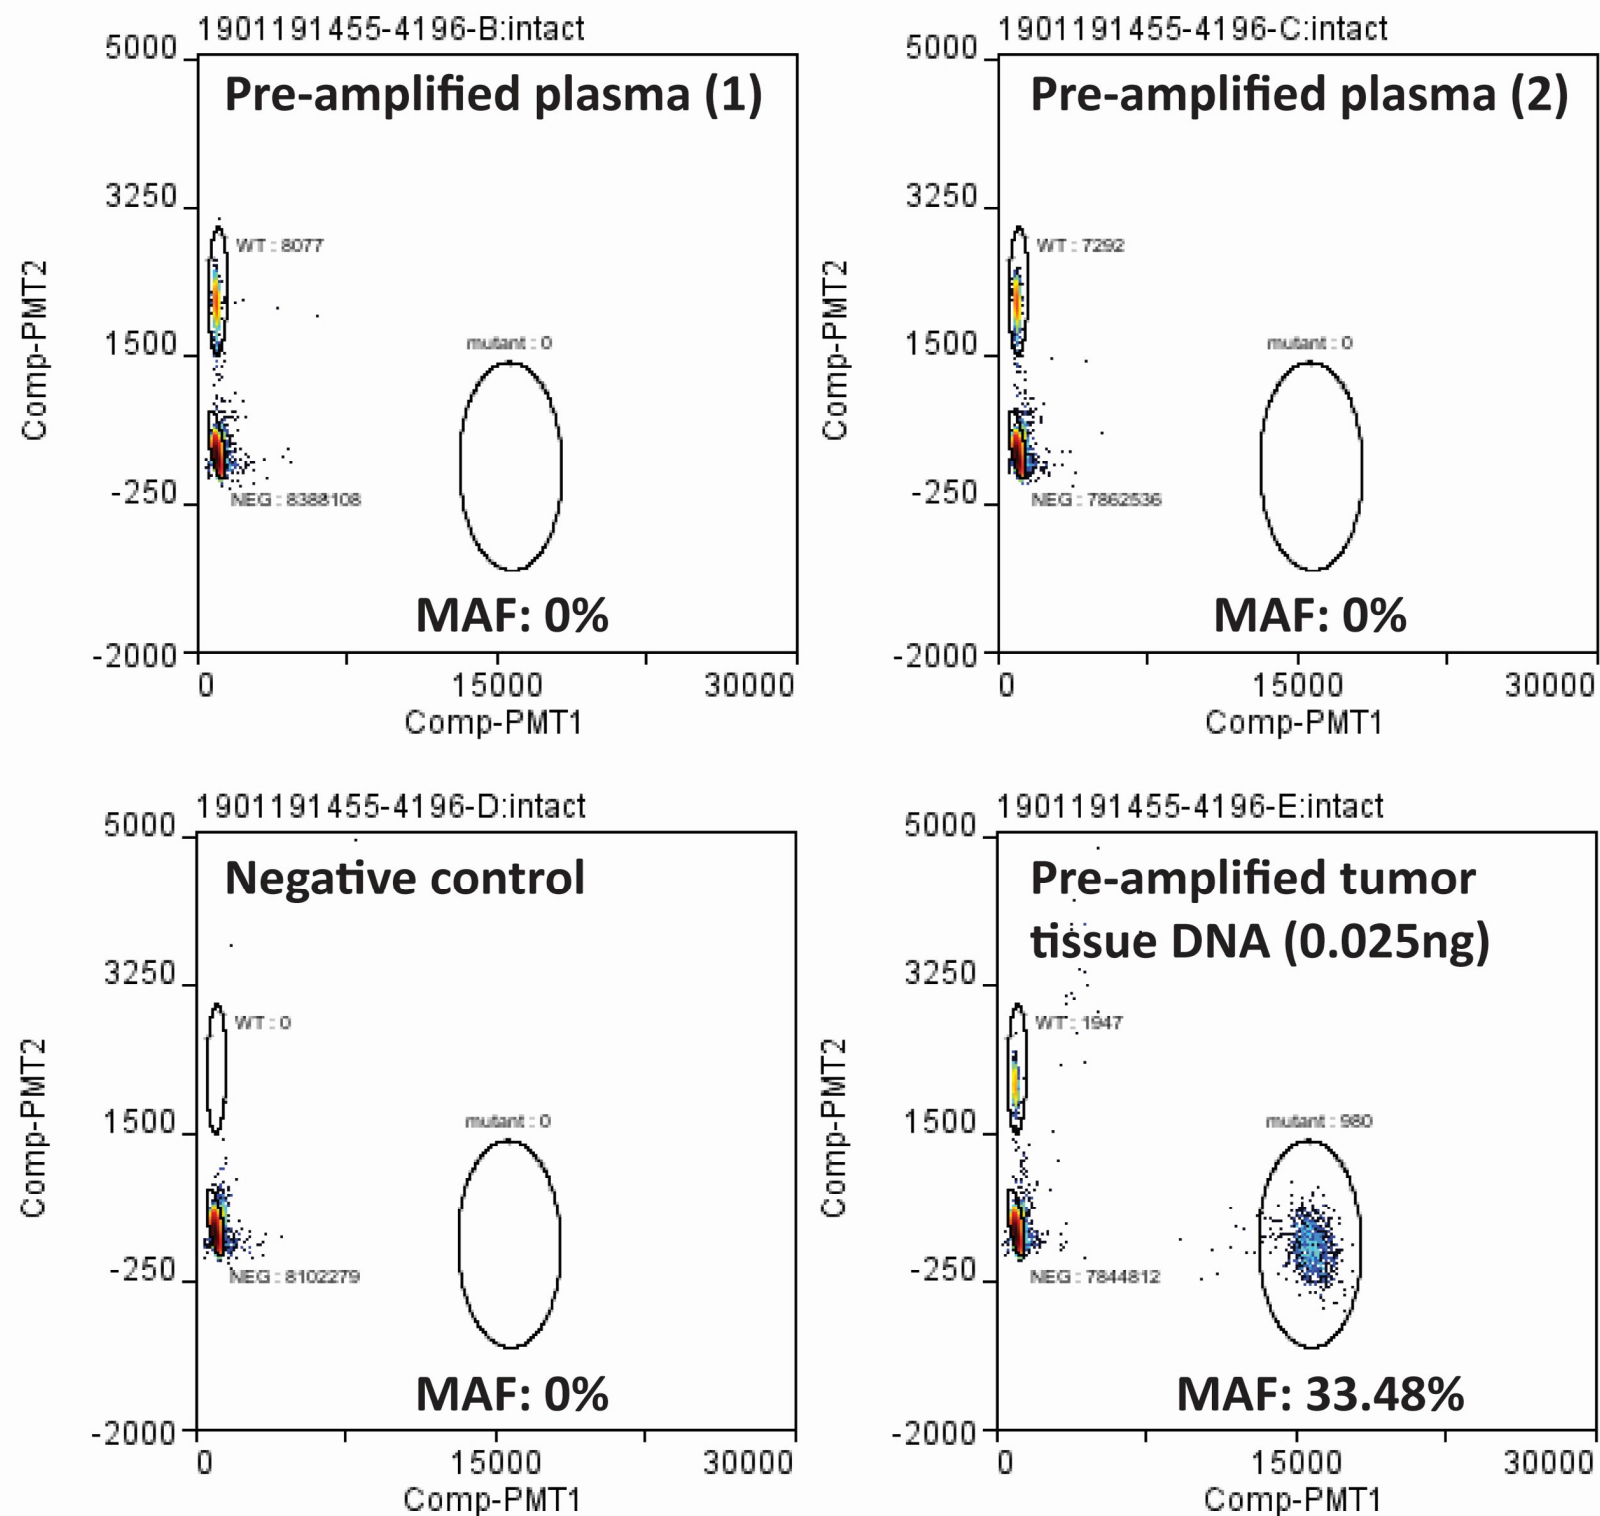 1901191455-4196-B:intact
5000
Pre-amplified plasma (1)
3250
WT : 8077
Comp-PMT2
1500
mutant : 0
-250
NEG : 8388108
MAF: 0%
-2000
0 15000 30000
Comp-PMT1
1901191455-4196-C:intact
5000
Pre-amplified plasma (2)
3250
WT : 7292
Comp-PMT2
1500
mutant : 0
-250
NEG : 7862536
MAF: 0%
-2000
0 15000 30000
Comp-PMT1
1901191455-4196-D:intact
5000
Negative control
3250
WT : 0
Comp-PMT2
1500
mutant : 0
-250
NEG : 8102279
MAF: 0%
-2000
0 15000 30000
Comp-PMT1
1901191455-4196-E:intact
5000
Pre-amplified tumor
tissue DNA (0.025ng)
3250
WT : 1947
Comp-PMT2
1500
mutant : 980
-250
NEG : 7844812
MAF: 33.48%
-2000
0 15000 30000
Comp-PMT1